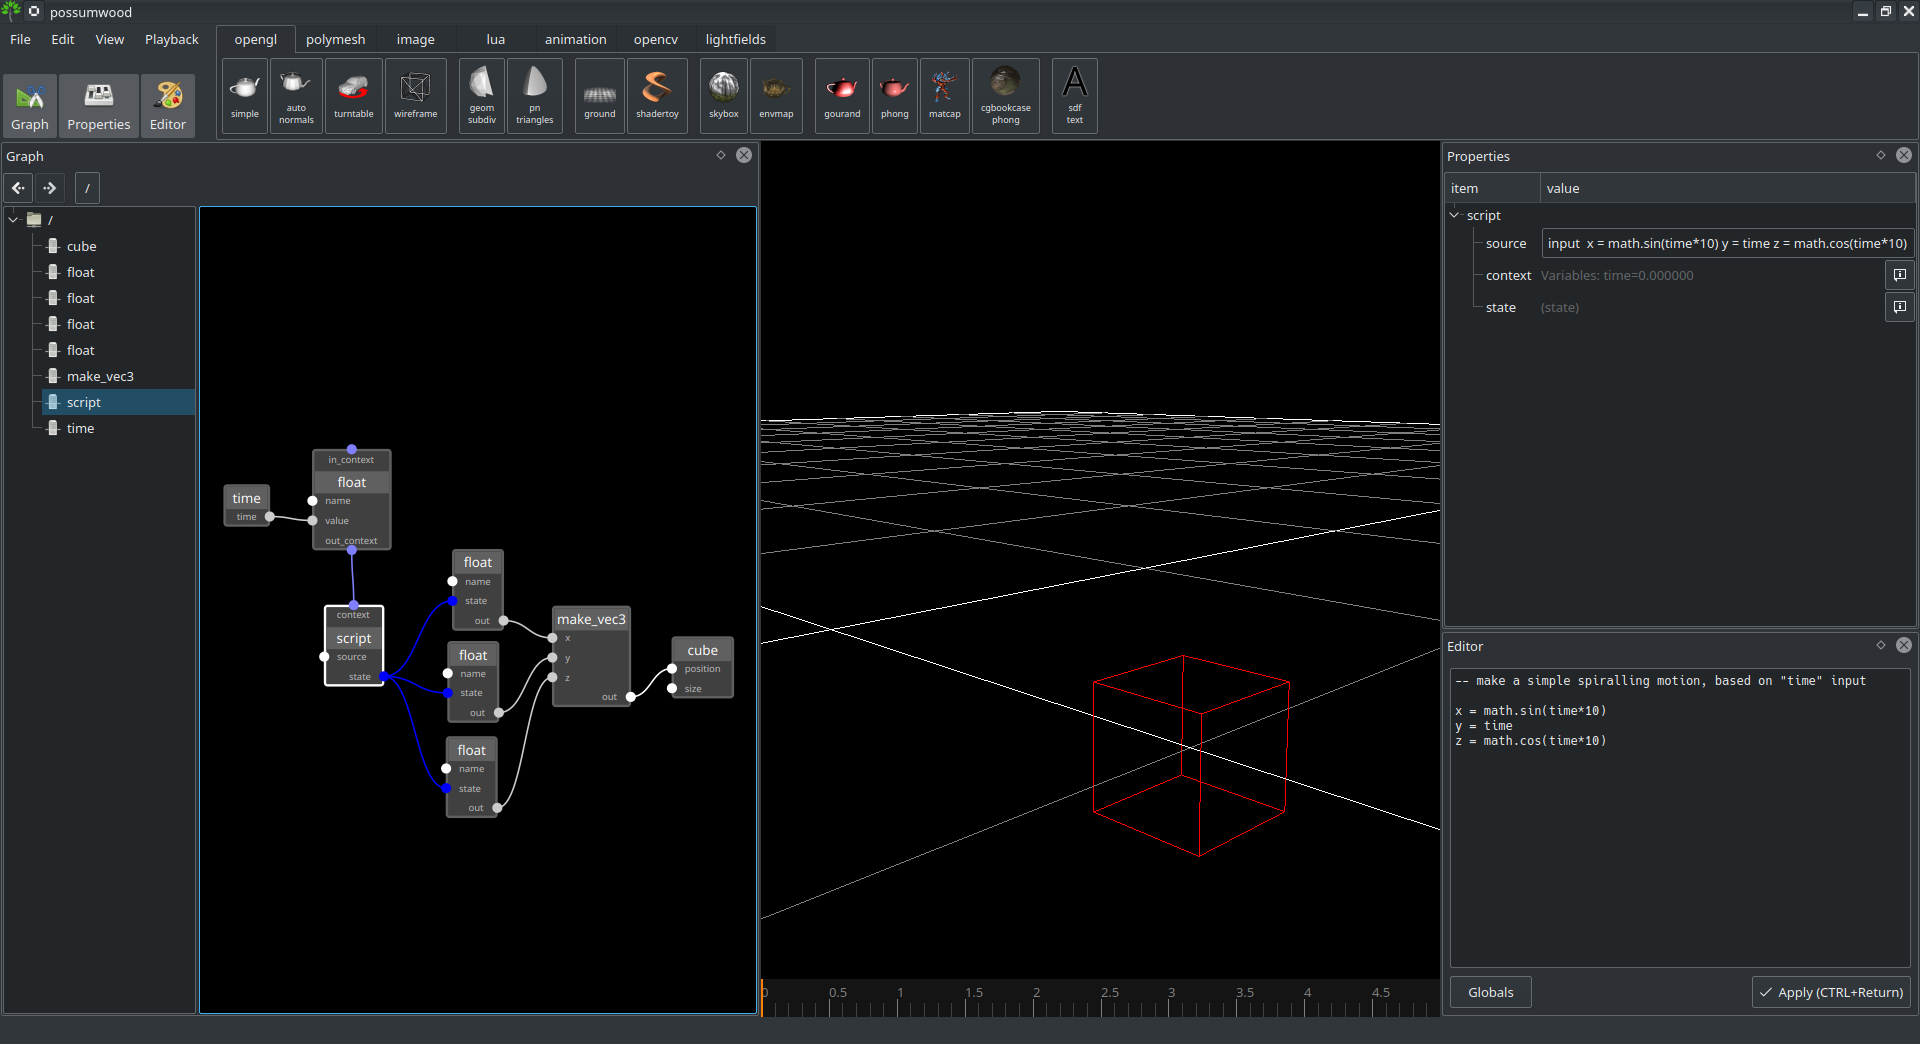 possumwood
File Edit View Playback
opengl polymesh image lua animation opencv lightfields
Graph Properties Editor
simple
auto
normals
turntable
wireframe
geom
subdiv
pn
triangles
ground
shadertoy
skybox
envmap
gourand
phong
matcap
cgbookcase
phong
A
sdf
text
Graph
/
/
cube
float
float
float
float
make_vec3
script
time
in_context
float
name
value
out_context
time
time
context
script
source
state
float
name
state
out
float
name
state
out
float
name
state
out
make_vec3
x
y
z
out
cube
position
size
0 0.5 1 1.5 2 2.5 3 3.5 4 4.5
Properties
item value
script
source input x = math.sin(time*10) y = time z = math.cos(time*10)
context Variables: time=0.000000
state (state)
Editor
-- make a simple spiralling motion, based on "time" input
x = math.sin(time*10)
y = time
z = math.cos(time*10)
Globals
Apply (CTRL+Return)